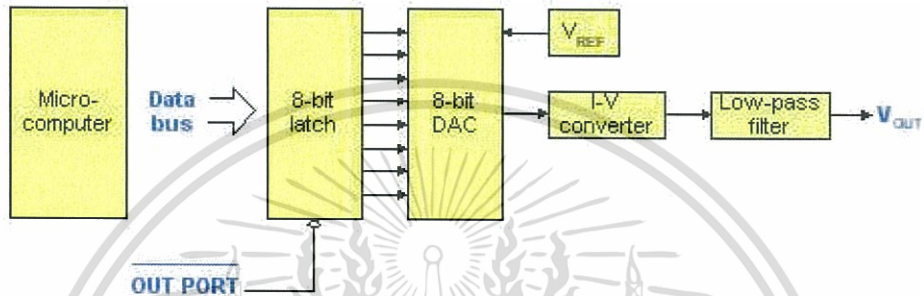 Micro-
computer
Data
bus
8-bit
latch
8-bit
DAC
VREF
I-V
converter
Low-pass
filter
VOUT
OUT PORT